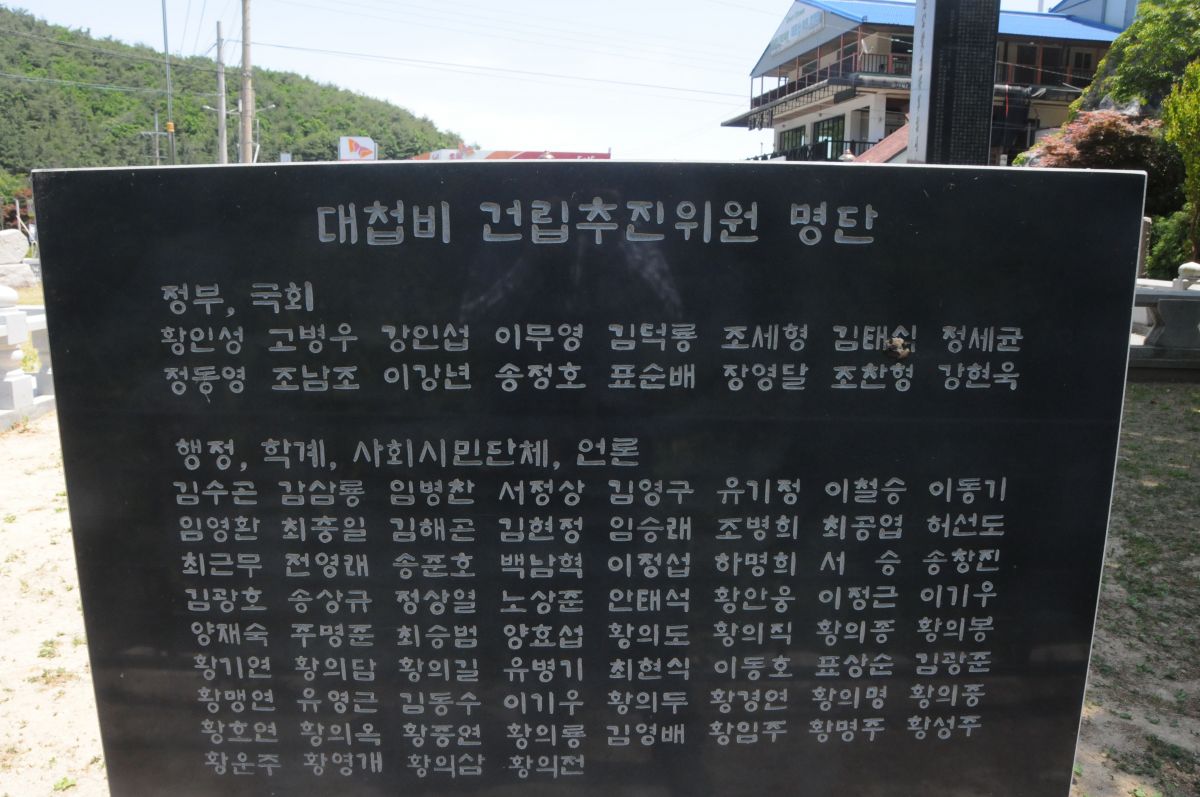 대첩비 건립추진위원 명단
정부, 국회
황인성 고병우 강인섭 이무영 김덕룡 조세형 김태식 정세균
정동영 조남조 이강년 송정호 표순배 장영달 조찬형 강현욱
행정, 학계, 사회시민단체, 언론
김수곤 감삼룡 임병찬 서정상 김영구 유기정 이철승 이동기
임영환 최충일 김해곤 김현정 임승래 조병희 최공엽 허선도
최근무 전영래 송준호 백남혁 이정섭 하명희 서 승 송창진
김광호 송상규 정상열 노상준 안태석 황안웅 이정근 이기우
양채숙 주명준 최승범 양효섭 황의도 황의직 황의종 황의봉
황기연 황의담 황의길 유병기 최현식 이동호 표상순 김광준
황맹연 유영근 김동수 이기우 황의두 황경연 황의명 황의중
황호연 황의옥 황중연 황의룡 김영배 황입주 황명주 황성주
황운주 황영개 황의삼 황의전